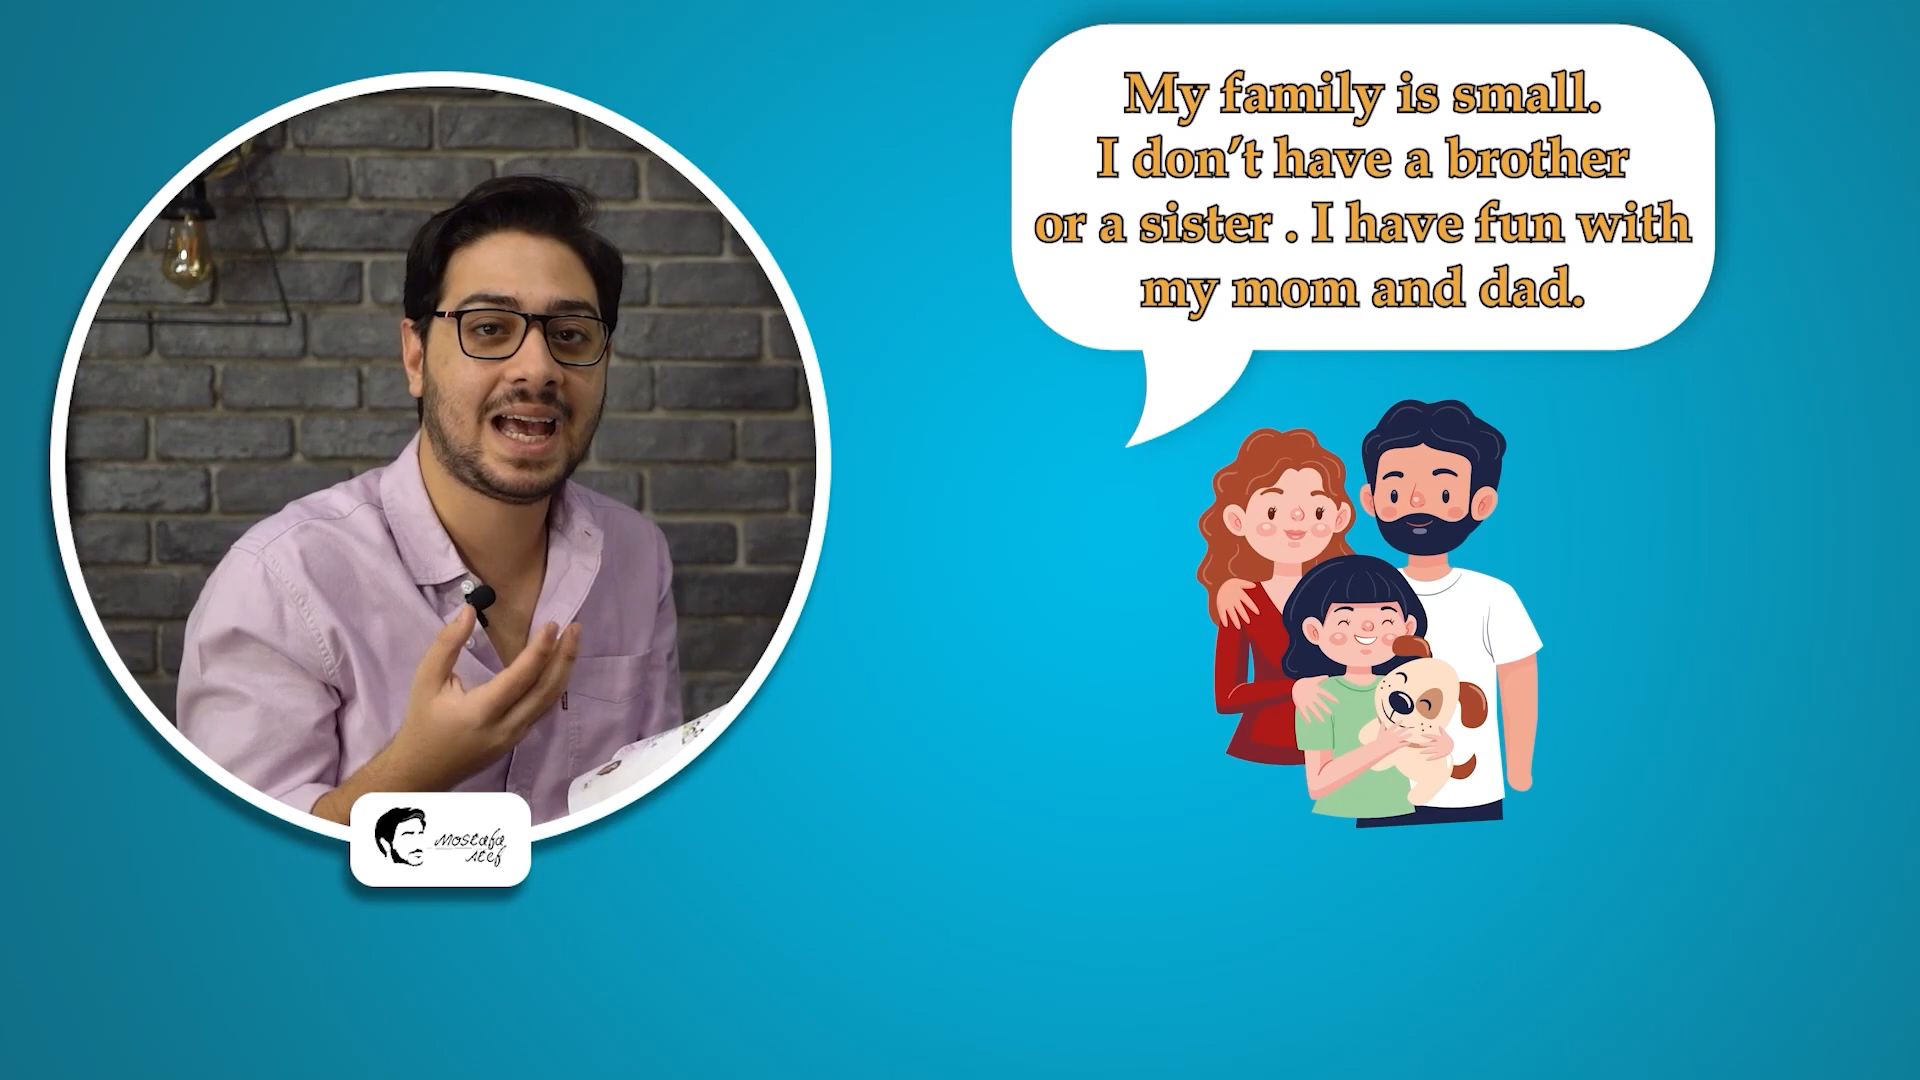 My family is small.
I don't have a brother
or a sister . I have fun with
my mom and dad.
Mostafa
Atef